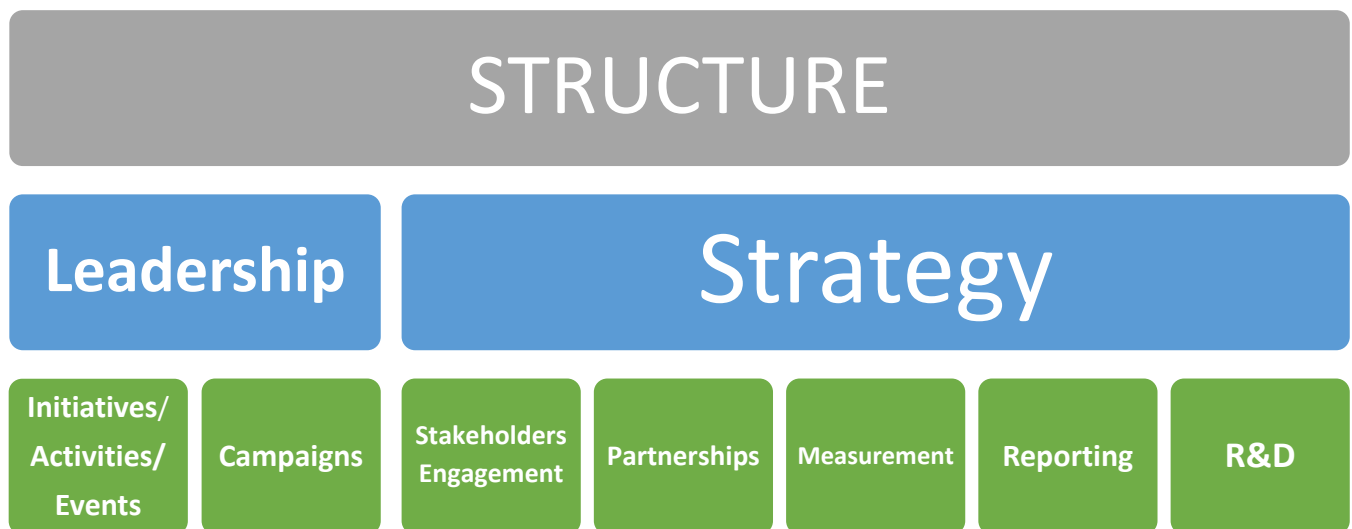 STRUCTURE
Leadership
Strategy
Initiatives/
Activities/
Events
Campaigns
Stakeholders
Engagement
Partnerships
Measurement
Reporting
R&D